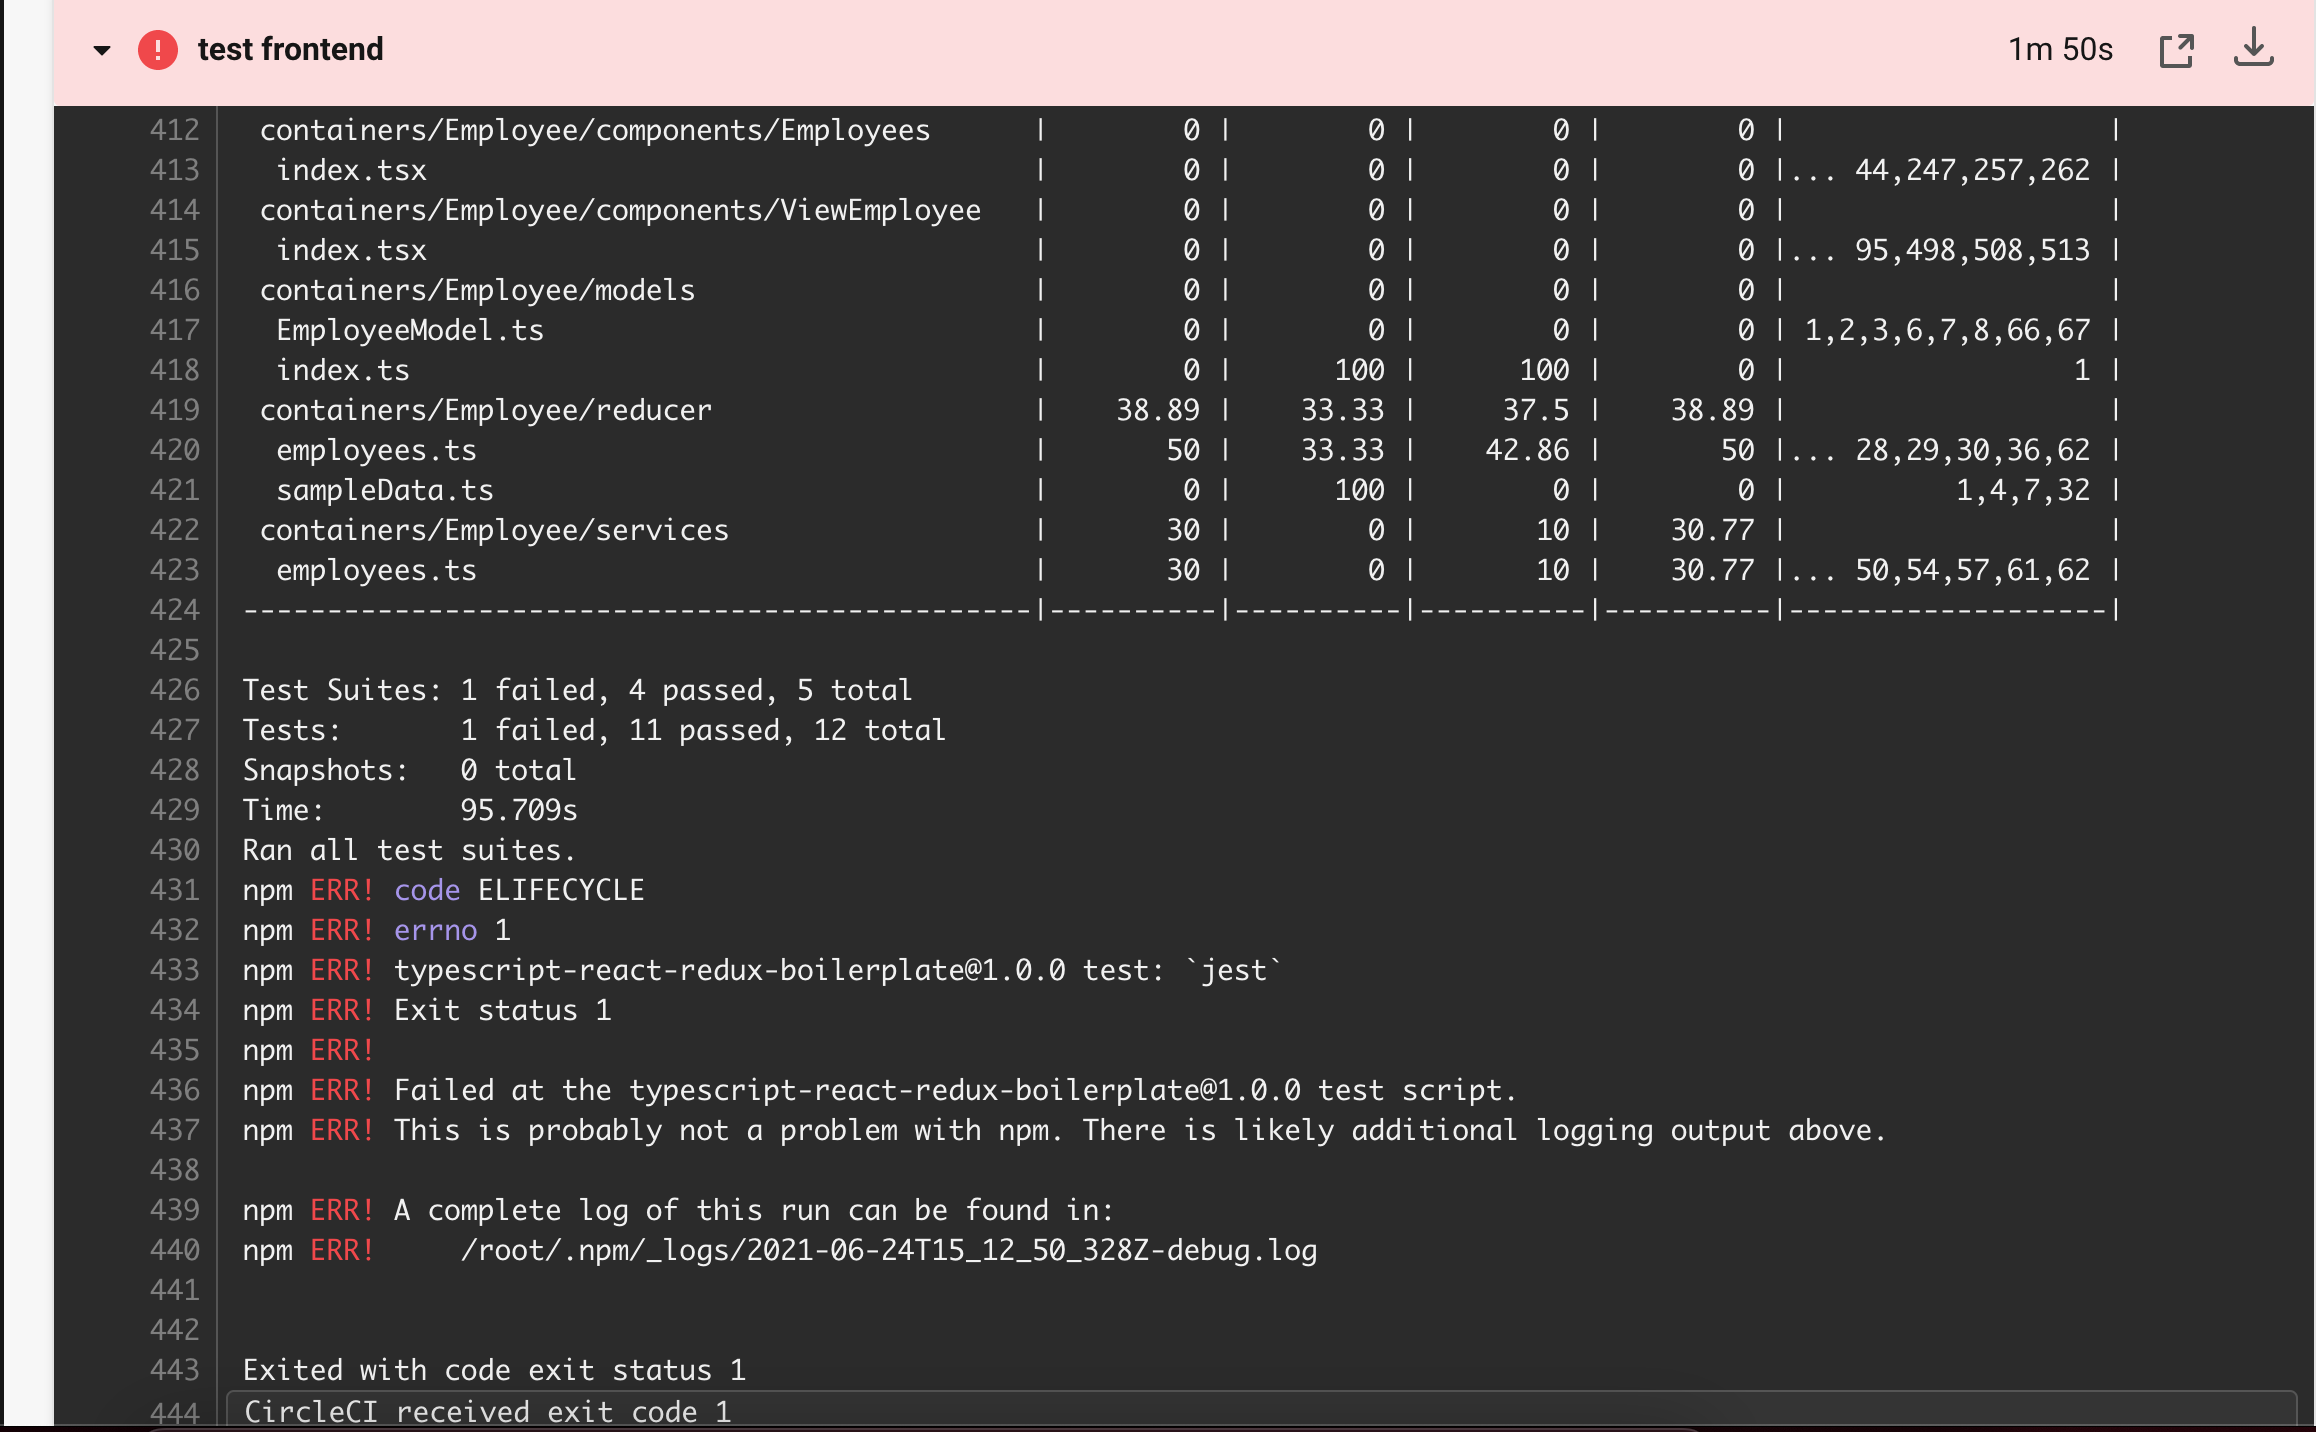 test frontend 1m 50s
412 containers/Employee/components/Employees | 0 | 0 | 0 | 0 | |
413 index.tsx | 0 | 0 | 0 | 0 |... 44,247,257,262 |
414 containers/Employee/components/ViewEmployee | 0 | 0 | 0 | 0 | |
415 index.tsx | 0 | 0 | 0 | 0 |... 95,498,508,513 |
416 containers/Employee/models | 0 | 0 | 0 | 0 | |
417 EmployeeModel.ts | 0 | 0 | 0 | 0 | 1,2,3,6,7,8,66,67 |
418 index.ts | 0 | 100 | 100 | 0 | 1 |
419 containers/Employee/reducer | 38.89 | 33.33 | 37.5 | 38.89 | |
420 employees.ts | 50 | 33.33 | 42.86 | 50 |... 28,29,30,36,62 |
421 sampleData.ts | 0 | 100 | 0 | 0 | 1,4,7,32 |
422 containers/Employee/services | 30 | 0 | 10 | 30.77 | |
423 employees.ts | 30 | 0 | 10 | 30.77 |... 50,54,57,61,62 |
424 -----------------------------------------------|----------|----------|----------|----------|-------------------|
425
426 Test Suites: 1 failed, 4 passed, 5 total
427 Tests: 1 failed, 11 passed, 12 total
428 Snapshots: 0 total
429 Time: 95.709s
430 Ran all test suites.
431 npm ERR! code ELIFECYCLE
432 npm ERR! errno 1
433 npm ERR! typescript-react-redux-boilerplate@1.0.0 test: `jest`
434 npm ERR! Exit status 1
435 npm ERR!
436 npm ERR! Failed at the typescript-react-redux-boilerplate@1.0.0 test script.
437 npm ERR! This is probably not a problem with npm. There is likely additional logging output above.
438
439 npm ERR! A complete log of this run can be found in:
440 npm ERR! /root/.npm/_logs/2021-06-24T15_12_50_328Z-debug.log
441
442
443 Exited with code exit status 1
444 CircleCI received exit code 1